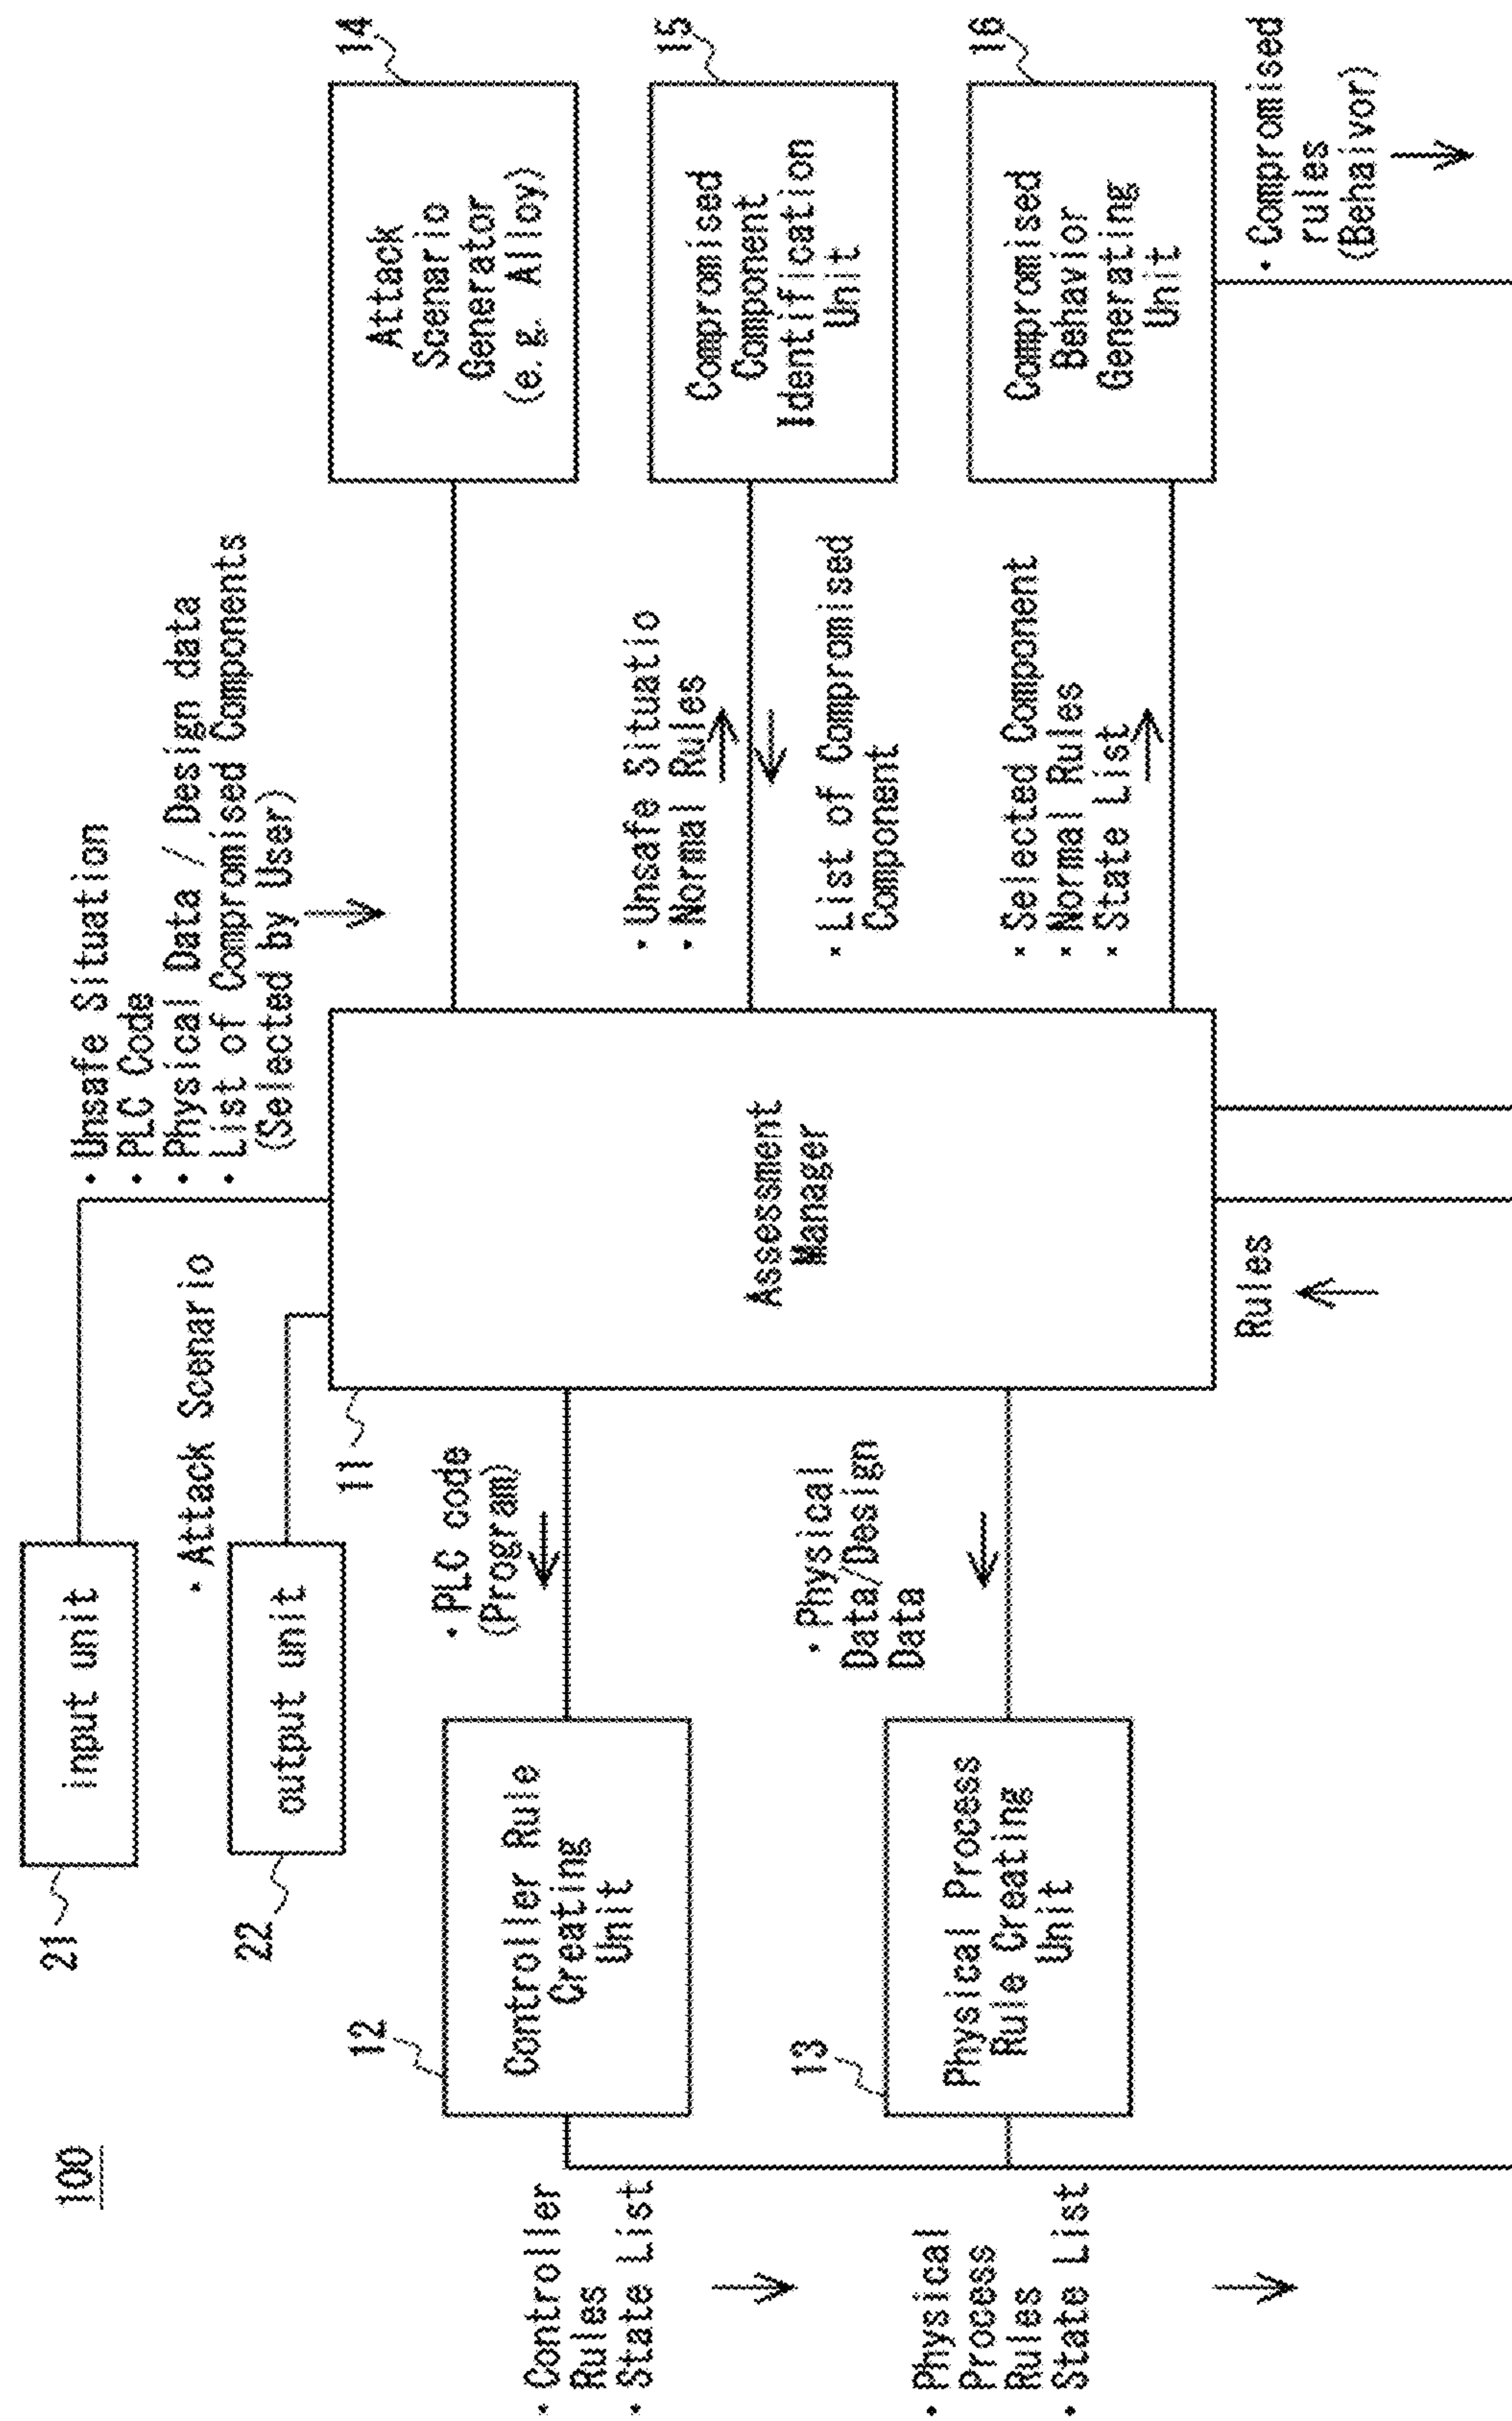 100
21
input unit
22
output unit
• Attack Scenario
• Unsafe Situation
• PLC Code
• Physical Data / Design data
• List of Compromised Components
(Selected by User)
11
Assessment
Manager
12
Controller Rule
Creating
Unit
• PLC code
(Program)
• Controller
Rules
• State List
13
Physical Process
Rule Creating
Unit
• Physical
Data/Design
Data
• Physical
Process
Rules
• State List
14
Attack
Scenario
Generator
(e.g. Alloy)
• Unsafe Situatio
• Normal Rules
• List of Compromised
Component
15
Compromised
Component
Identification
Unit
• Selected Component
• Normal Rules
• State List
16
Compromised
Behavior
Generating
Unit
Rules
• Compromised
rules
(Behaivor)